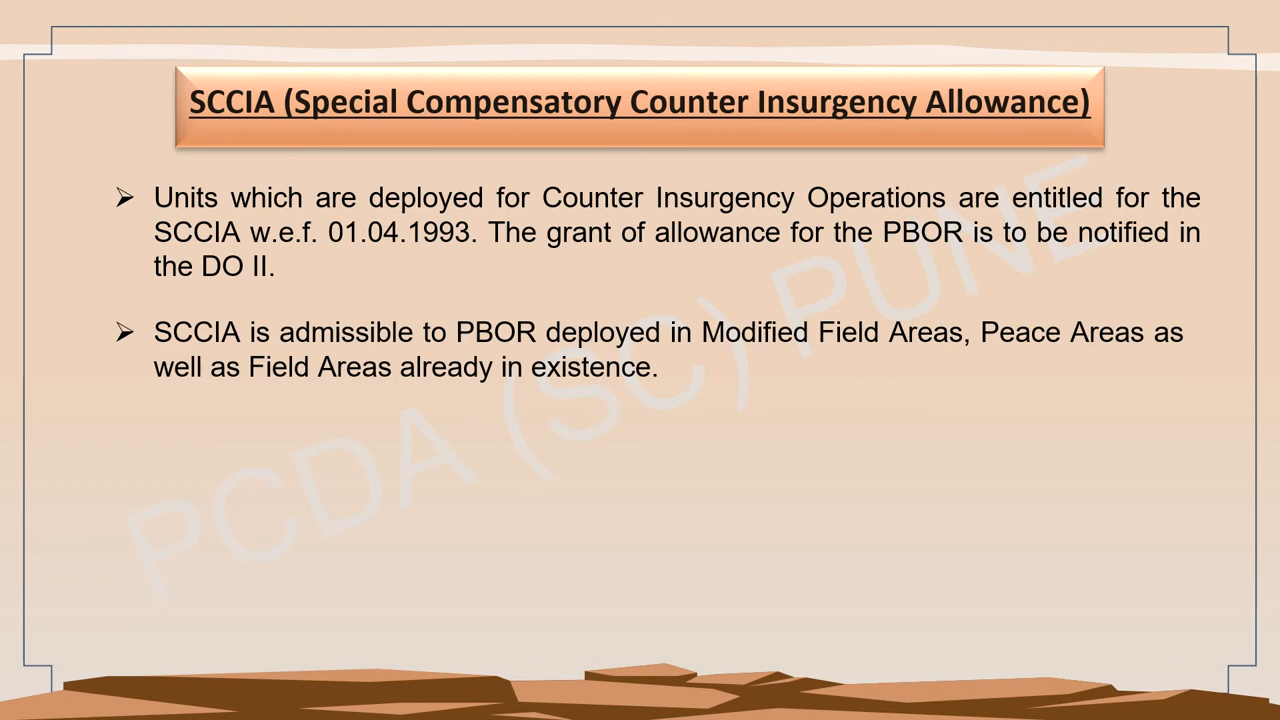 SCCIA (Special Compensatory Counter Insurgency Allowance)
➢ Units which are deployed for Counter Insurgency Operations are entitled for the
SCCIA w.e.f. 01.04.1993. The grant of allowance for the PBOR is to be notified in
the DO II.
➢ SCCIA is admissible to PBOR deployed in Modified Field Areas, Peace Areas as
well as Field Areas already in existence.
PCDA (SC) PUNE